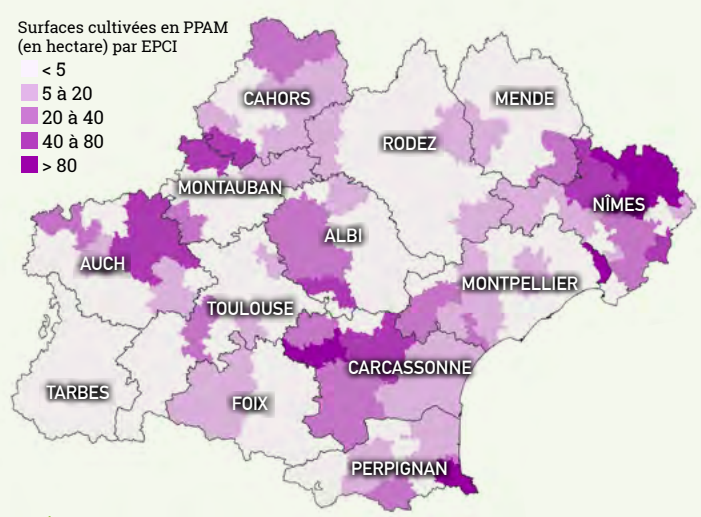 Surfaces cultivées en PPAM
(en hectare) par EPCI
< 5
5 à 20
20 à 40
40 à 80
> 80
CAHORS
MENDE
RODEZ
MONTAUBAN
NÎMES
ALBI
AUCH
MONTPELLIER
TOULOUSE
CARCASSONNE
TARBES
FOIX
PERPIGNAN